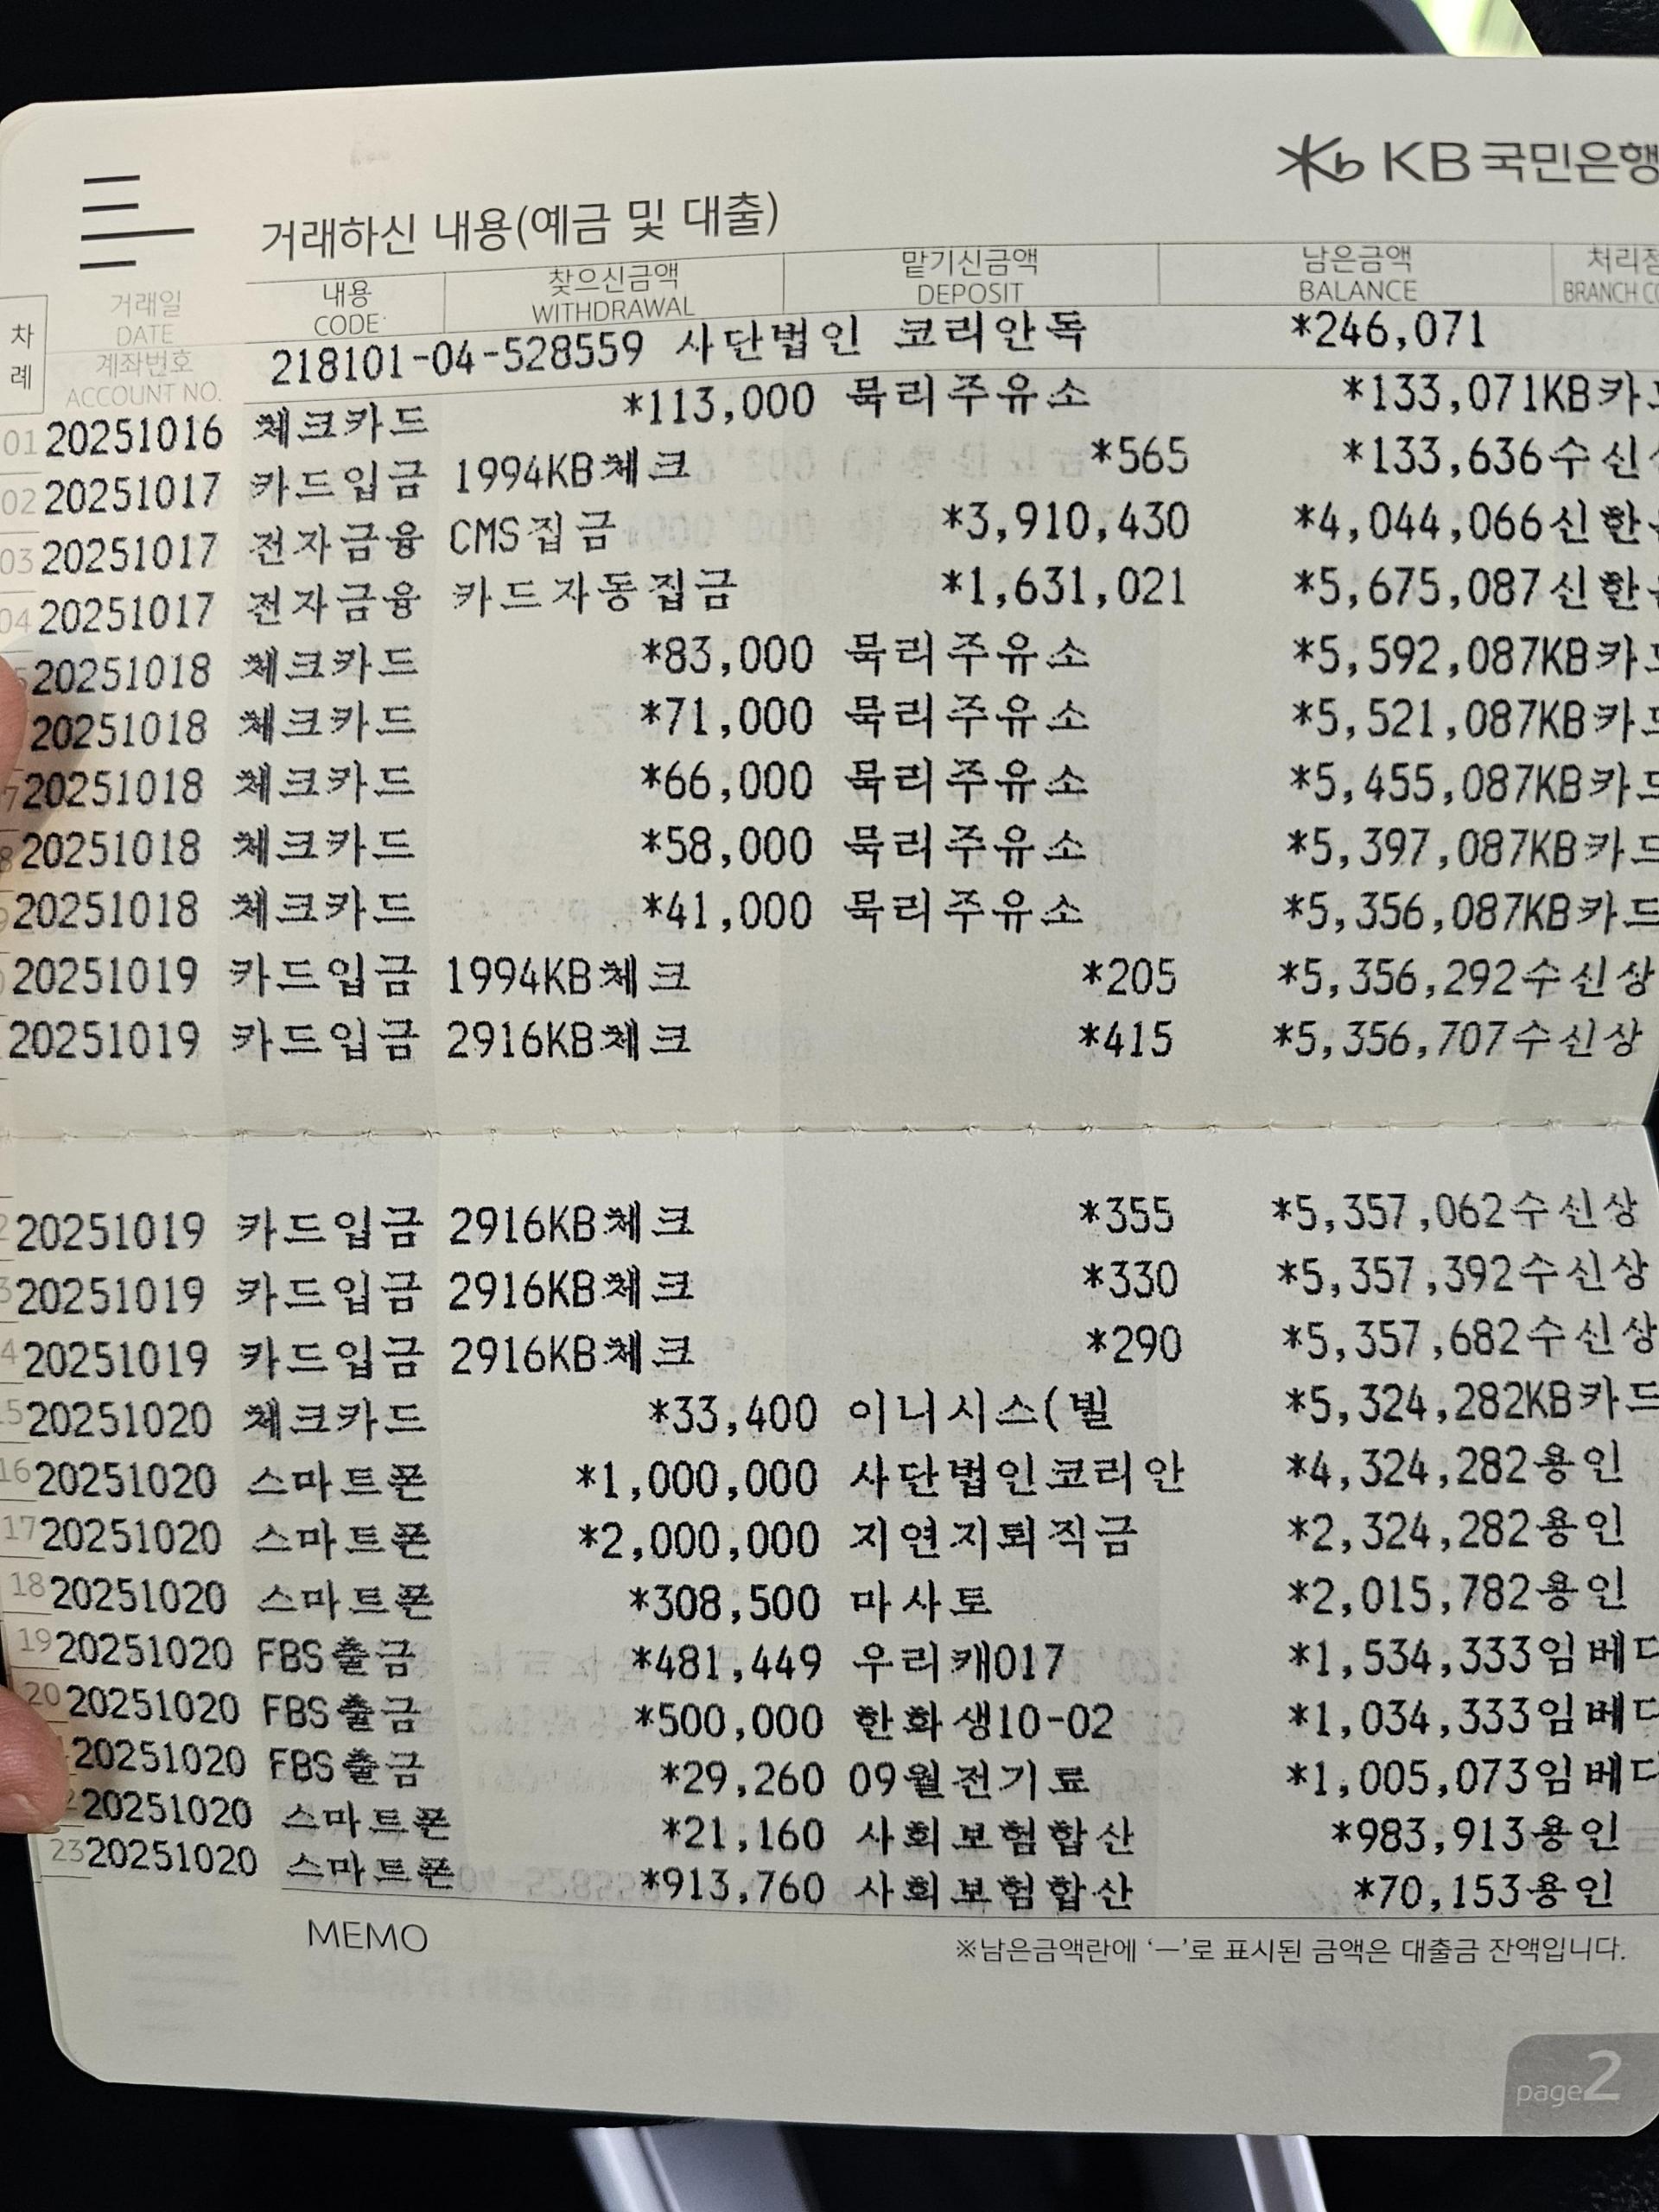 KB 국민은행
거래하신 내용(예금 및 대출)
차례
거래일 DATE 계좌번호 ACCOUNT NO.
내용 CODE
찾으신금액 WITHDRAWAL
맡기신금액 DEPOSIT
남은금액 BALANCE
처리점 BRANCH CO
218101-04-528559 사단법인 코리안독 *246,071
01 20251016 체크카드 *113,000 묵리주유소 *133,071KB카드
02 20251017 카드입금 1994KB체크 *565 *133,636수신
03 20251017 전자금융 CMS집금 *3,910,430 *4,044,066신한
04 20251017 전자금융 카드자동집금 *1,631,021 *5,675,087신한
5 20251018 체크카드 *83,000 묵리주유소 *5,592,087KB카드
20251018 체크카드 *71,000 묵리주유소 *5,521,087KB카드
7 20251018 체크카드 *66,000 묵리주유소 *5,455,087KB카드
8 20251018 체크카드 *58,000 묵리주유소 *5,397,087KB카드
9 20251018 체크카드 *41,000 묵리주유소 *5,356,087KB카드
20251019 카드입금 1994KB체크 *205 *5,356,292수신상
20251019 카드입금 2916KB체크 *415 *5,356,707수신상
2 20251019 카드입금 2916KB체크 *355 *5,357,062수신상
3 20251019 카드입금 2916KB체크 *330 *5,357,392수신상
4 20251019 카드입금 2916KB체크 *290 *5,357,682수신상
15 20251020 체크카드 *33,400 이니시스(빌 *5,324,282KB카드
16 20251020 스마트폰 *1,000,000 사단법인코리안 *4,324,282용인
17 20251020 스마트폰 *2,000,000 지연지퇴직금 *2,324,282용인
18 20251020 스마트폰 *308,500 마사토 *2,015,782용인
19 20251020 FBS출금 *481,449 우리캐017 *1,534,333임베디
20 20251020 FBS출금 *500,000 한화생10-02 *1,034,333임베디
20251020 FBS출금 *29,260 09월전기료 *1,005,073임베디
2 20251020 스마트폰 *21,160 사회보험합산 *983,913용인
23 20251020 스마트폰 *913,760 사회보험합산 *70,153용인
MEMO
※남은금액란에 '—'로 표시된 금액은 대출금 잔액입니다.
page2